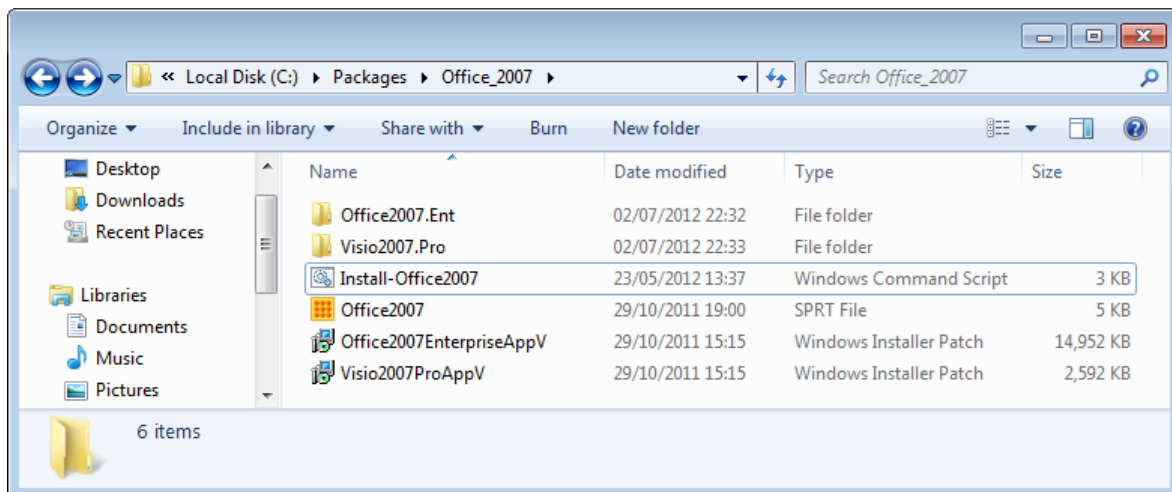 « Local Disk (C:) Packages Office_2007 Search Office_2007
Organize Include in library Share with Burn New folder
Desktop
Downloads
Recent Places
Libraries
Documents
Music
Pictures
Name Date modified Type Size
Office2007.Ent 02/07/2012 22:32 File folder
Visio2007.Pro 02/07/2012 22:33 File folder
Install-Office2007 23/05/2012 13:37 Windows Command Script 3 KB
Office2007 29/10/2011 19:00 SPRT File 5 KB
Office2007EnterpriseAppV 29/10/2011 15:15 Windows Installer Patch 14,952 KB
Visio2007ProAppV 29/10/2011 15:15 Windows Installer Patch 2,592 KB
6 items